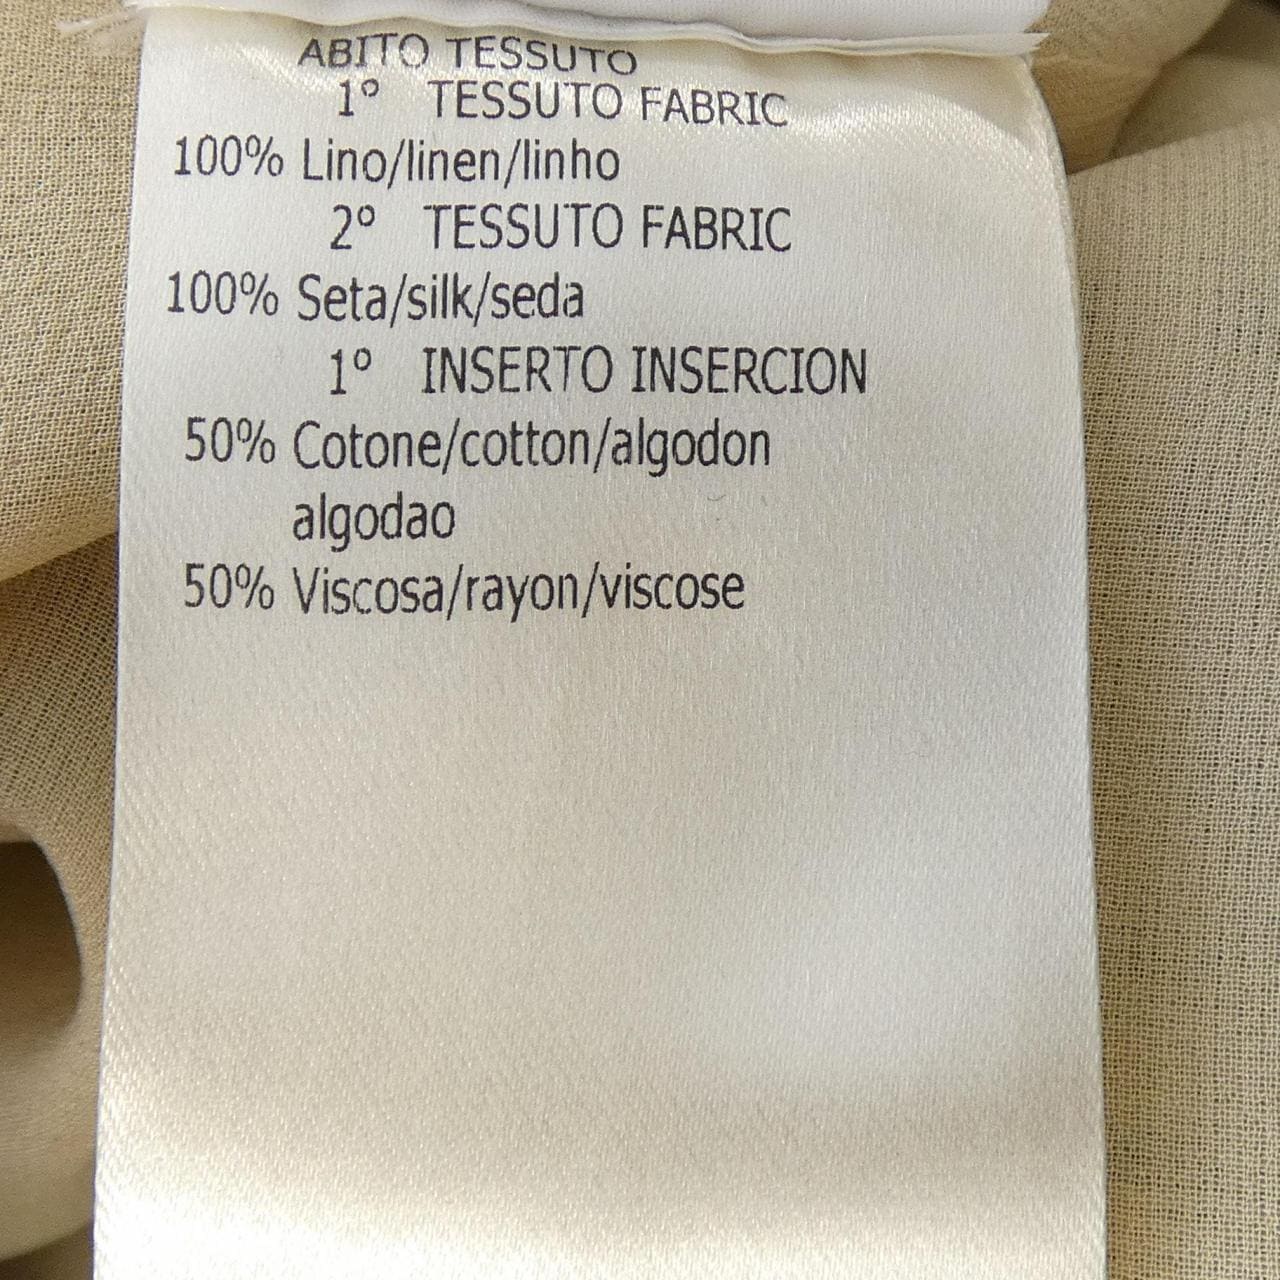 ABITO TESSUTO
1° TESSUTO FABRIC
100% Lino/linen/linho
2° TESSUTO FABRIC
100% Seta/silk/seda
1° INSERTO INSERCION
50% Cotone/cotton/algodon
algodao
50% Viscosa/rayon/viscose